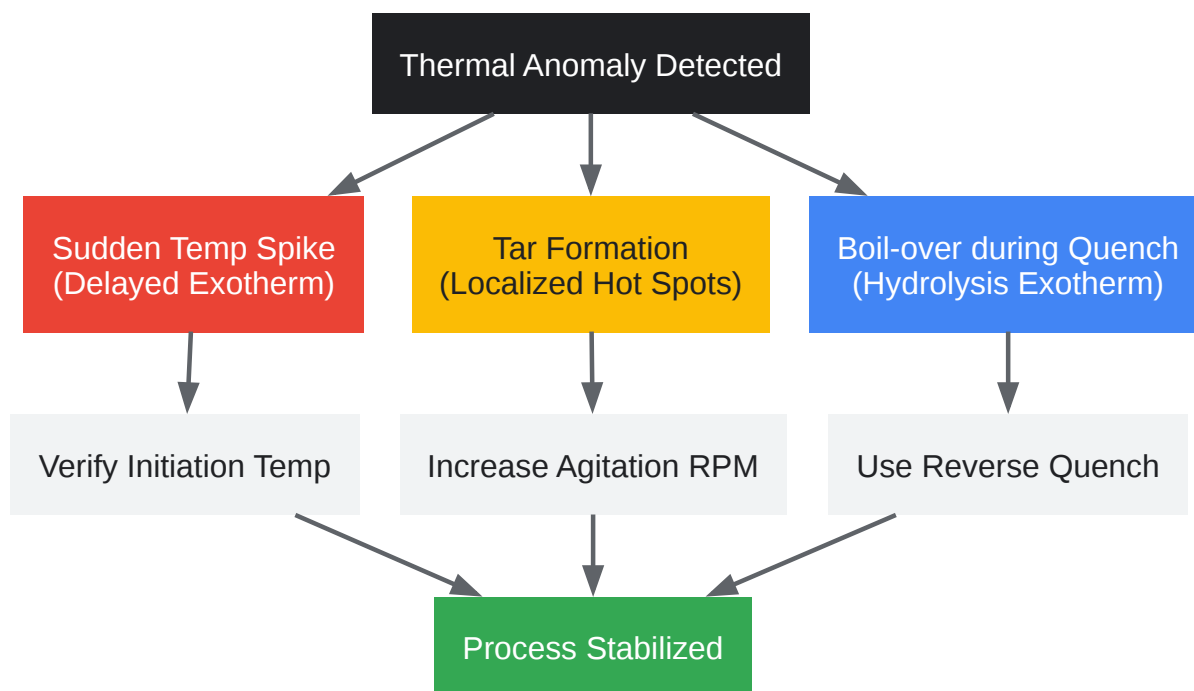 Thermal Anomaly Detected
Sudden Temp Spike
(Delayed Exotherm)
Tar Formation
(Localized Hot Spots)
Boil-over during Quench
(Hydrolysis Exotherm)
Verify Initiation Temp
Increase Agitation RPM
Use Reverse Quench
Process Stabilized